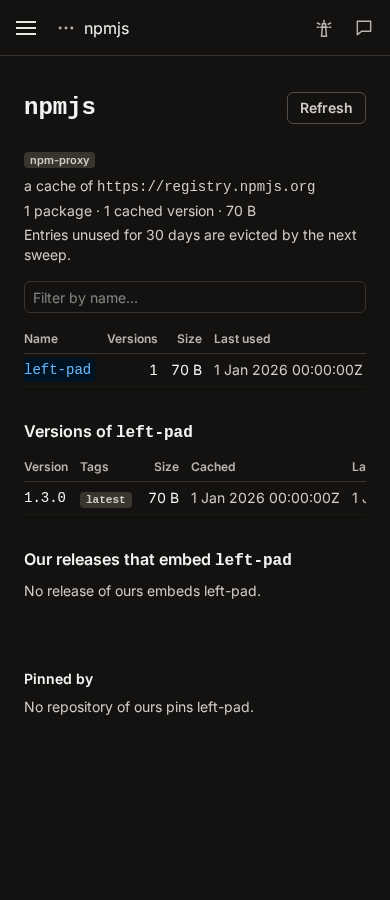 ··· npmjs
npmjs
Refresh
npm-proxy
a cache of https://registry.npmjs.org
1 package · 1 cached version · 70 B
Entries unused for 30 days are evicted by the next
sweep.
Filter by name...
Name Versions Size Last used
left-pad 1 70 B 1 Jan 2026 00:00:00Z
Versions of left-pad
Version Tags Size Cached La
1.3.0 latest 70 B 1 Jan 2026 00:00:00Z 1
Our releases that embed left-pad
No release of ours embeds left-pad.
Pinned by
No repository of ours pins left-pad.